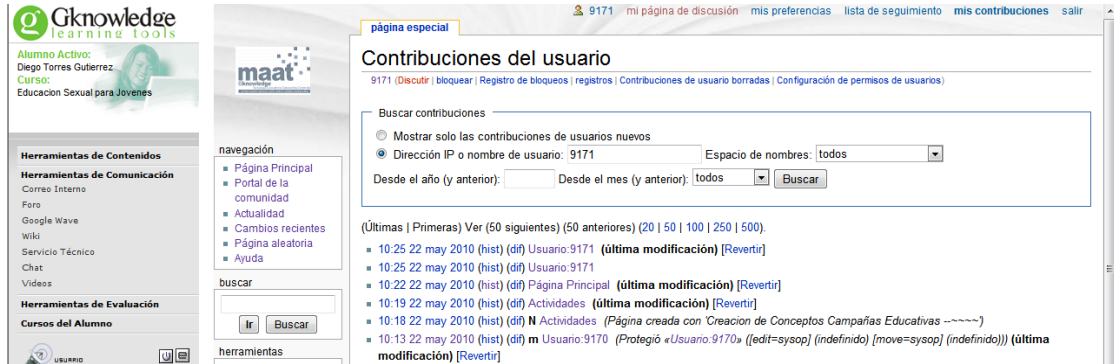 Gknowledge
learning tools
Alumno Activo:
Diego Torres Gutierrez
Curso:
Educacion Sexual para Jovenes
Herramientas de Contenidos
Herramientas de Comunicación
Correo Interno
Foro
Google Wave
Wiki
Servicio Técnico
Chat
Videos
Herramientas de Evaluación
Cursos del Alumno
USUARIO
maat
Gknowledge
navegación
Página Principal
Portal de la
comunidad
Actualidad
Cambios recientes
Página aleatoria
Ayuda
buscar
Ir Buscar
herramientas
9171 mi página de discusión mis preferencias lista de seguimiento mis contribuciones salir
página especial
Contribuciones del usuario
9171 (Discutir | bloquear | Registro de bloqueos | registros | Contribuciones de usuario borradas | Configuración de permisos de usuarios)
Buscar contribuciones
Mostrar solo las contribuciones de usuarios nuevos
Dirección IP o nombre de usuario: 9171 Espacio de nombres: todos
Desde el año (y anterior): Desde el mes (y anterior): todos Buscar
(Últimas | Primeras) Ver (50 siguientes) (50 anteriores) (20 | 50 | 100 | 250 | 500).
10:25 22 may 2010 (hist) (dif) Usuario:9171 (última modificación) [Revertir]
10:25 22 may 2010 (hist) (dif) Usuario:9171
10:22 22 may 2010 (hist) (dif) Página Principal (última modificación) [Revertir]
10:19 22 may 2010 (hist) (dif) Actividades (última modificación) [Revertir]
10:18 22 may 2010 (hist) (dif) N Actividades (Página creada con 'Creacion de Conceptos Campañas Educativas --~~~~')
10:13 22 may 2010 (hist) (dif) m Usuario:9170 (Protegió «Usuario:9170» ([edit=sysop] (indefinido) [move=sysop] (indefinido))) (última
modificación) [Revertir]